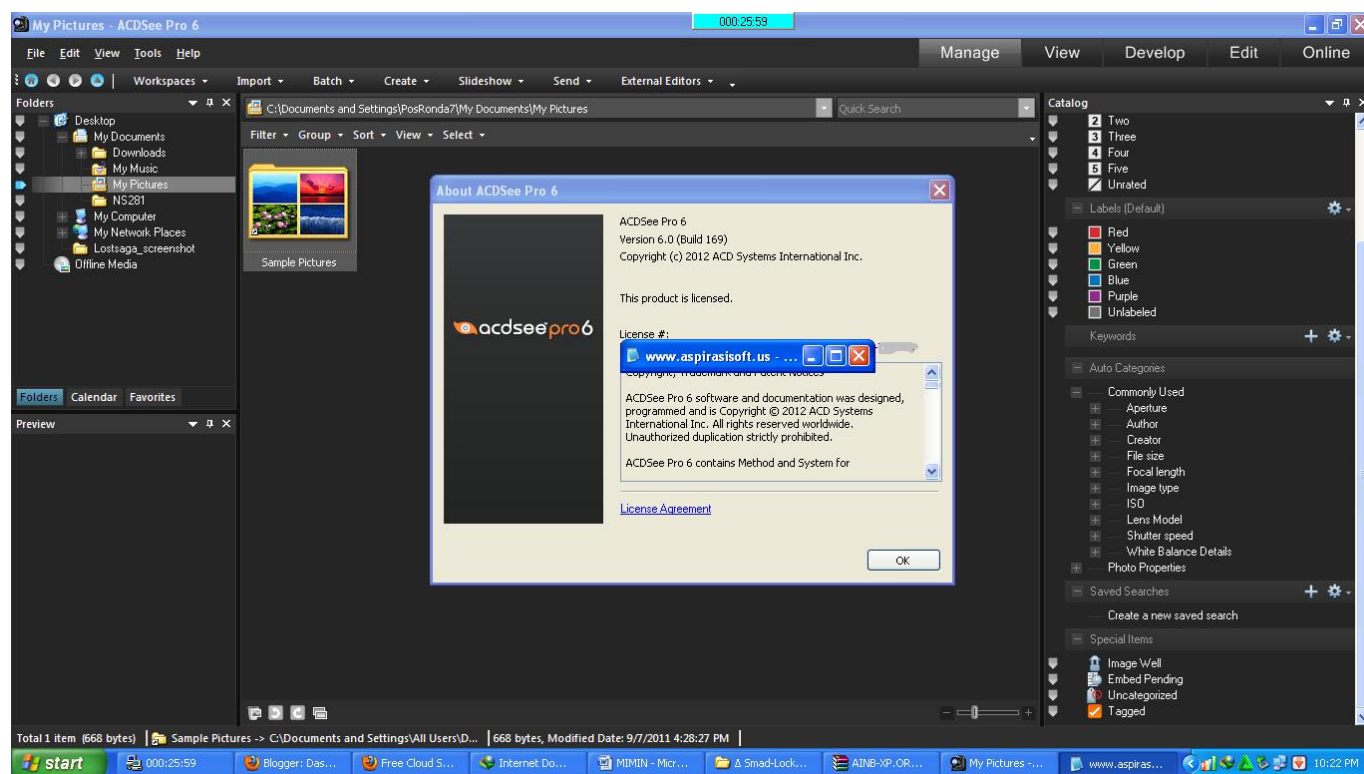 My Pictures - ACDSee Pro 6
000:25:59
File Edit View Tools Help
Manage View Develop Edit Online
Workspaces Import Batch Create Slideshow Send External Editors
Folders
Desktop
My Documents
Downloads
My Music
My Pictures
NS281
My Computer
My Network Places
Lostsaga_screenshot
Offline Media
Folders Calendar Favorites
Preview
C:\Documents and Settings\PosRonda7\My Documents\My Pictures
Quick Search
Filter Group Sort View Select
Sample Pictures
About ACDSee Pro 6
acdsee pro 6
ACDSee Pro 6
Version 6.0 (Build 169)
Copyright (c) 2012 ACD Systems International Inc.
This product is licensed.
License #:
www.aspirasisoft.us - ...
Copyright, Trademark and Patent Notices
ACDSee Pro 6 software and documentation was designed,
programmed and is Copyright © 2012 ACD Systems
International Inc. All rights reserved worldwide.
Unauthorized duplication strictly prohibited.
ACDSee Pro 6 contains Method and System for
License Agreement
OK
Catalog
2 Two
3 Three
4 Four
5 Five
Unrated
Labels (Default)
Red
Yellow
Green
Blue
Purple
Unlabeled
Keywords
Auto Categories
Commonly Used
Aperture
Author
Creator
File size
Focal length
Image type
ISO
Lens Model
Shutter speed
White Balance Details
Photo Properties
Saved Searches
Create a new saved search
Special Items
Image Well
Embed Pending
Uncategorized
Tagged
Total 1 item (668 bytes) Sample Pictures -> C:\Documents and Settings\All Users\D... 668 bytes, Modified Date: 9/7/2011 4:28:27 PM
start 000:25:59 Blogger: Das... Free Cloud S... Internet Do... MIMIN - Micr... Δ Smad-Lock... AINB-XP.OR... My Pictures -... www.aspiras... 10:22 PM